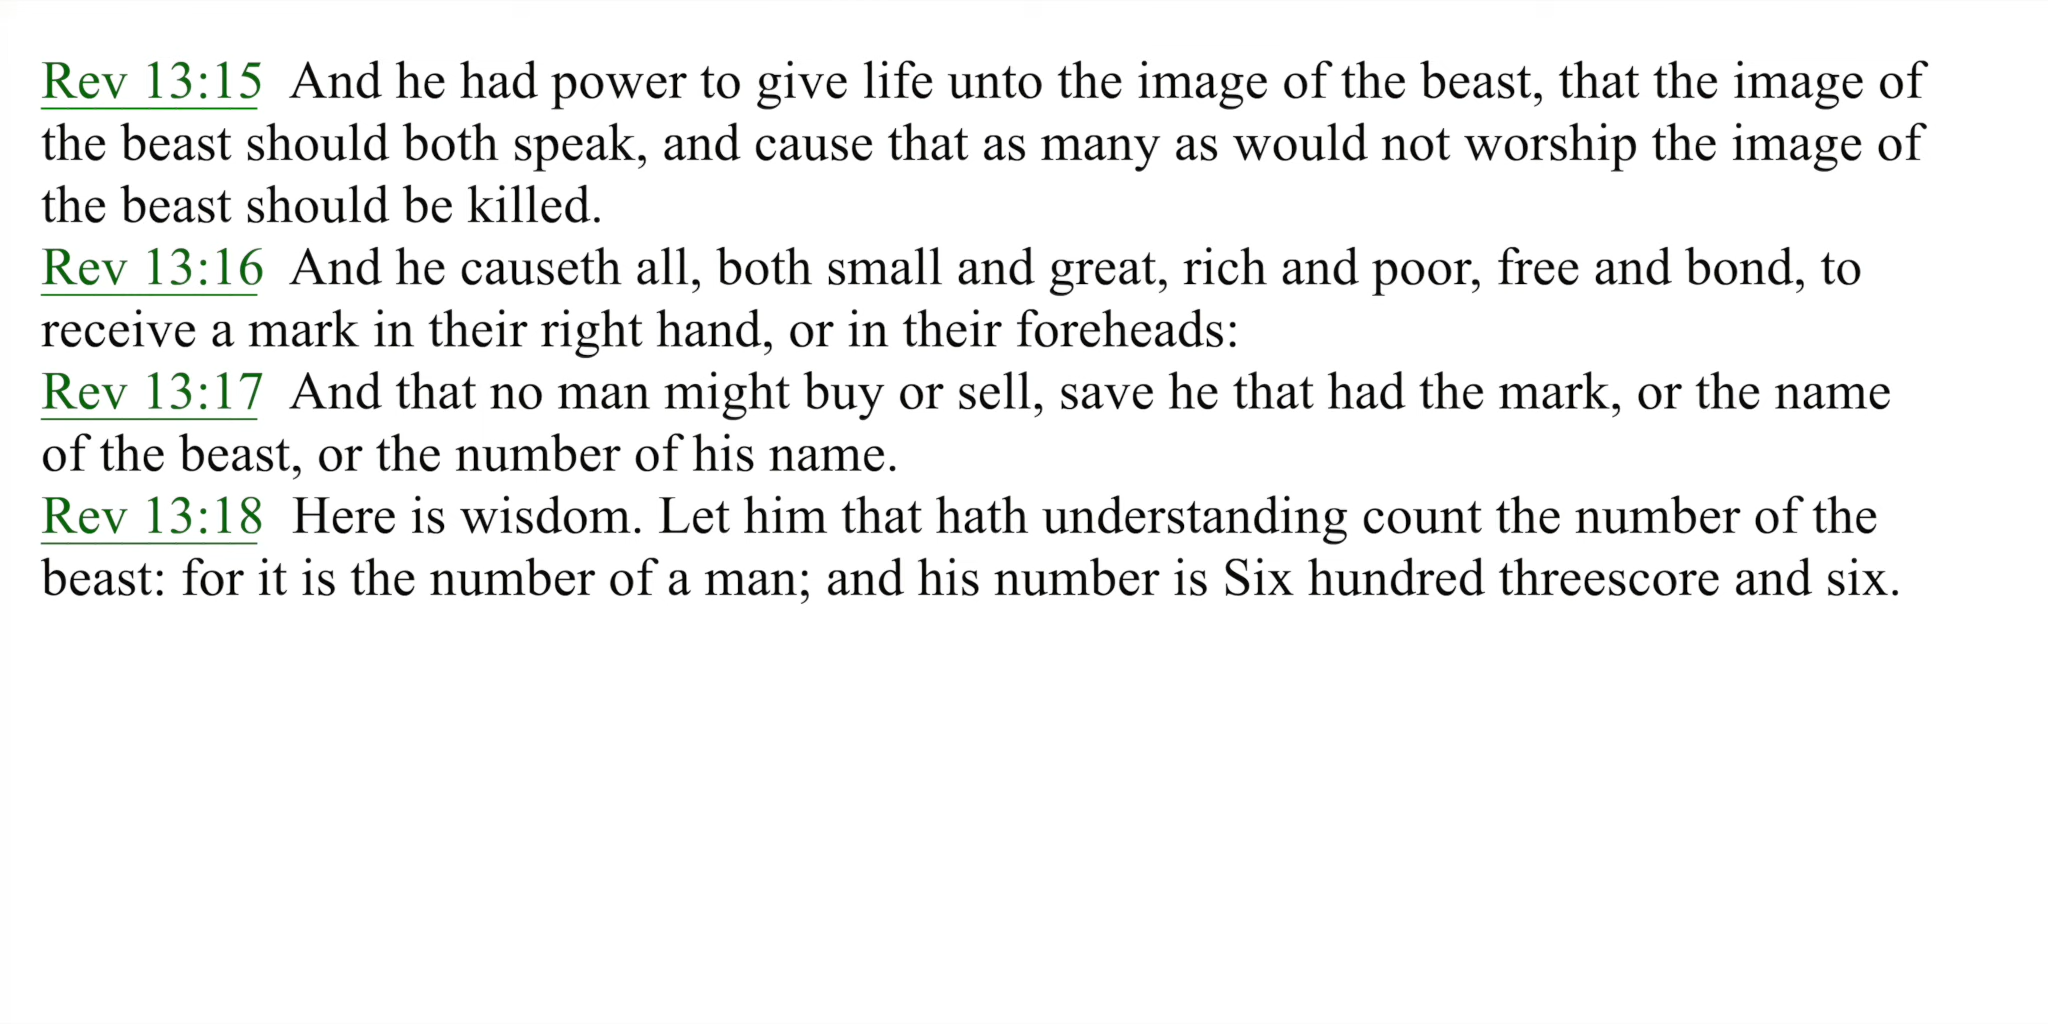 Rev 13:15  And he had power to give life unto the image of the beast, that the image of
the beast should both speak, and cause that as many as would not worship the image of
the beast should be killed.
Rev 13:16  And he causeth all, both small and great, rich and poor, free and bond, to
receive a mark in their right hand, or in their foreheads:
Rev 13:17  And that no man might buy or sell, save he that had the mark, or the name
of the beast, or the number of his name.
Rev 13:18  Here is wisdom. Let him that hath understanding count the number of the
beast: for it is the number of a man; and his number is Six hundred threescore and six.